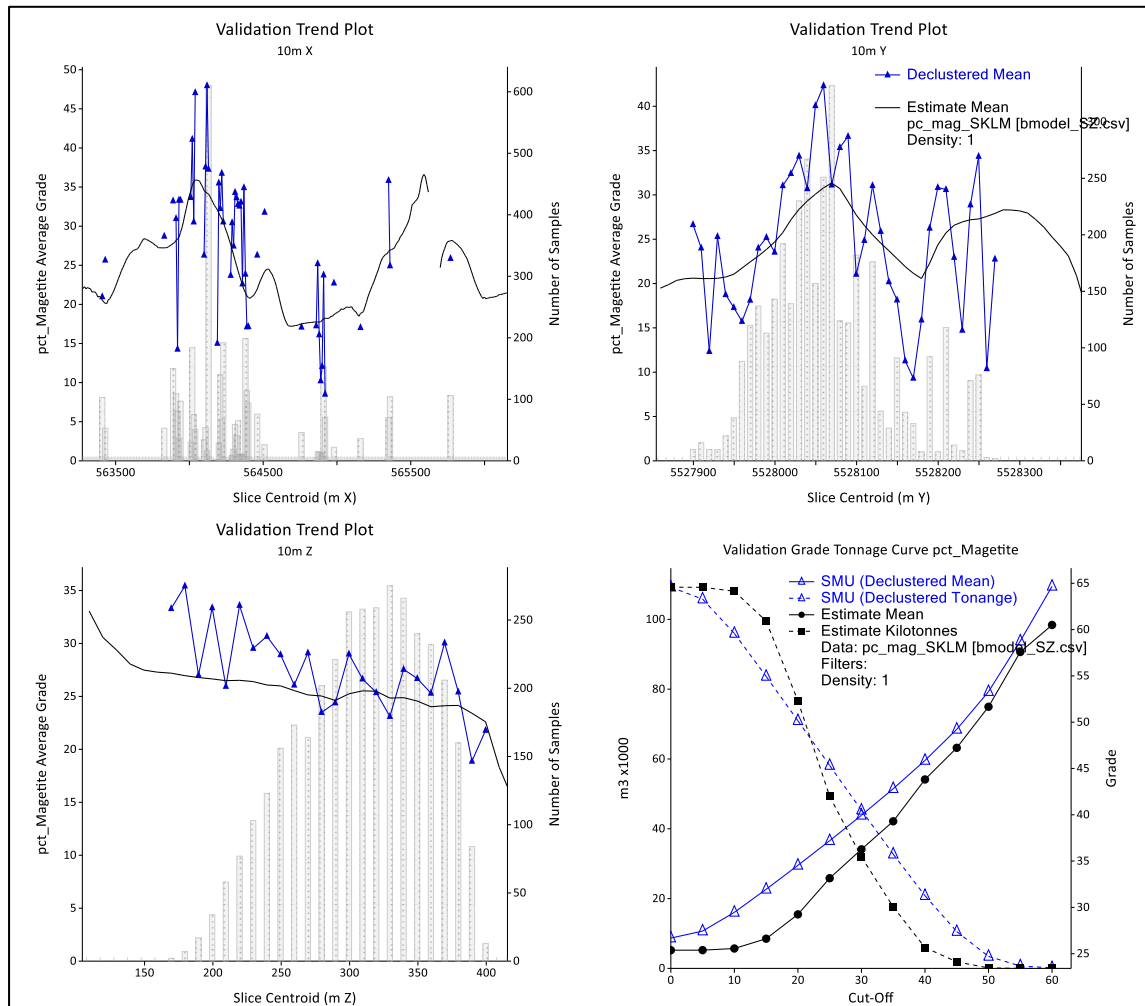 Validation Trend Plot
10m X
pct_Magetite Average Grade
50
45
40
35
30
25
20
15
10
5
0
600
500
400
300
200
100
0
Number of Samples
563500
564500
565500
Slice Centroid (m X)
Validation Trend Plot
10m Y
Declustered Mean
Estimate Mean
pc_mag_SKLM [bmodel_SZ.csv]
Density: 1
pct_Magetite Average Grade
40
35
30
25
20
15
10
5
0
300
250
200
150
100
50
0
Number of Samples
5527900
5528000
5528100
5528200
5528300
Slice Centroid (m Y)
Validation Trend Plot
10m Z
pct_Magetite Average Grade
35
30
25
20
15
10
5
0
250
200
150
100
50
0
Number of Samples
150
200
250
300
350
400
Slice Centroid (m Z)
Validation Grade Tonnage Curve pct_Magetite
SMU (Declustered Mean)
SMU (Declustered Tonange)
Estimate Mean
Estimate Kilotonnes
Data: pc_mag_SKLM [bmodel_SZ.csv]
Filters:
Density: 1
m3 x1000
100
80
60
40
20
0
65
60
55
50
45
40
35
30
25
Grade
0
10
20
30
40
50
60
Cut-Off